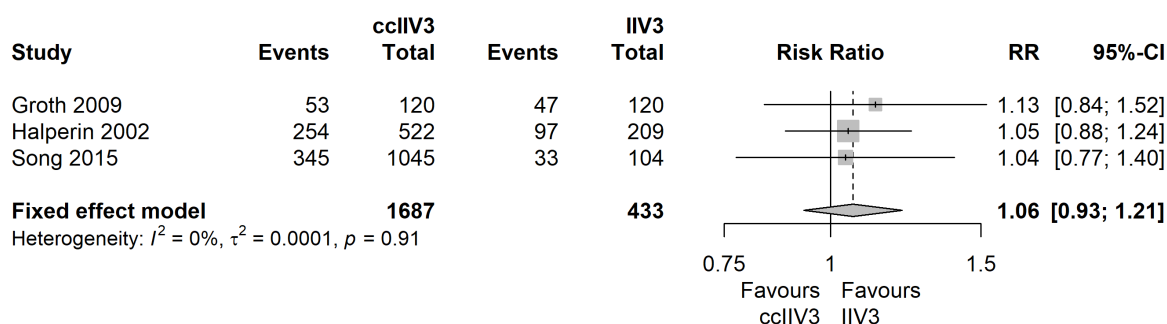 ccIIV3 IIV3
Study Events Total Events Total Risk Ratio RR 95%-CI
Groth 2009 53 120 47 120 1.13 [0.84; 1.52]
Halperin 2002 254 522 97 209 1.05 [0.88; 1.24]
Song 2015 345 1045 33 104 1.04 [0.77; 1.40]
Fixed effect model 1687 433 1.06 [0.93; 1.21]
Heterogeneity: I² = 0%, τ² = 0.0001, p = 0.91
0.75 1 1.5
Favours Favours
ccIIV3 IIV3